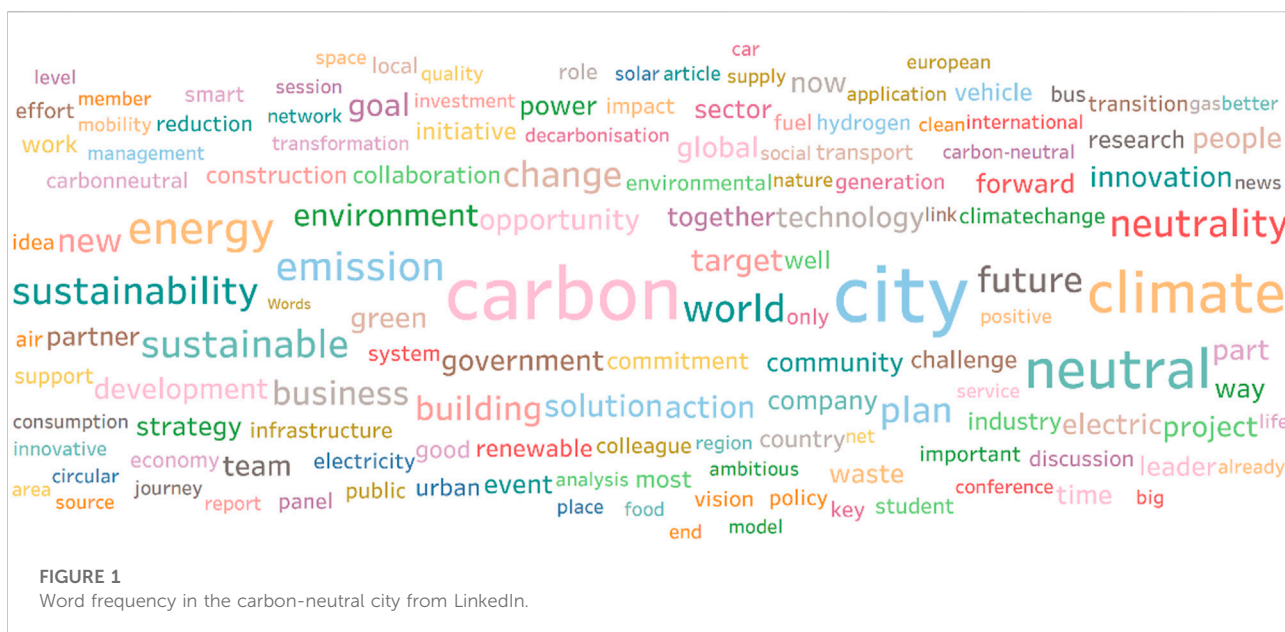 car
space local quality role solar article supply now european
level session application vehicle bus
effort member smart network goal investment power impact sector transition gas better
mobility reduction initiative decarbonisation fuel hydrogen clean international
work management transformation global social transport carbon-neutral research people
carbonneutral construction collaboration change environmental nature generation forward innovation news
idea new energy environment opportunity together technology link climatechange neutrality
sustainability Words emission carbon target well world only city future positive climate
air partner sustainable green system government commitment community challenge neutral part
support development business service way
building solution action company plan industry electric project life
consumption strategy infrastructure good renewable colleague region country net
innovative economy team electricity ambitious important discussion leader already
area circular journey public urban event analysis most waste conference time big
source report panel place food vision policy key student
end model
FIGURE 1
Word frequency in the carbon-neutral city from LinkedIn.